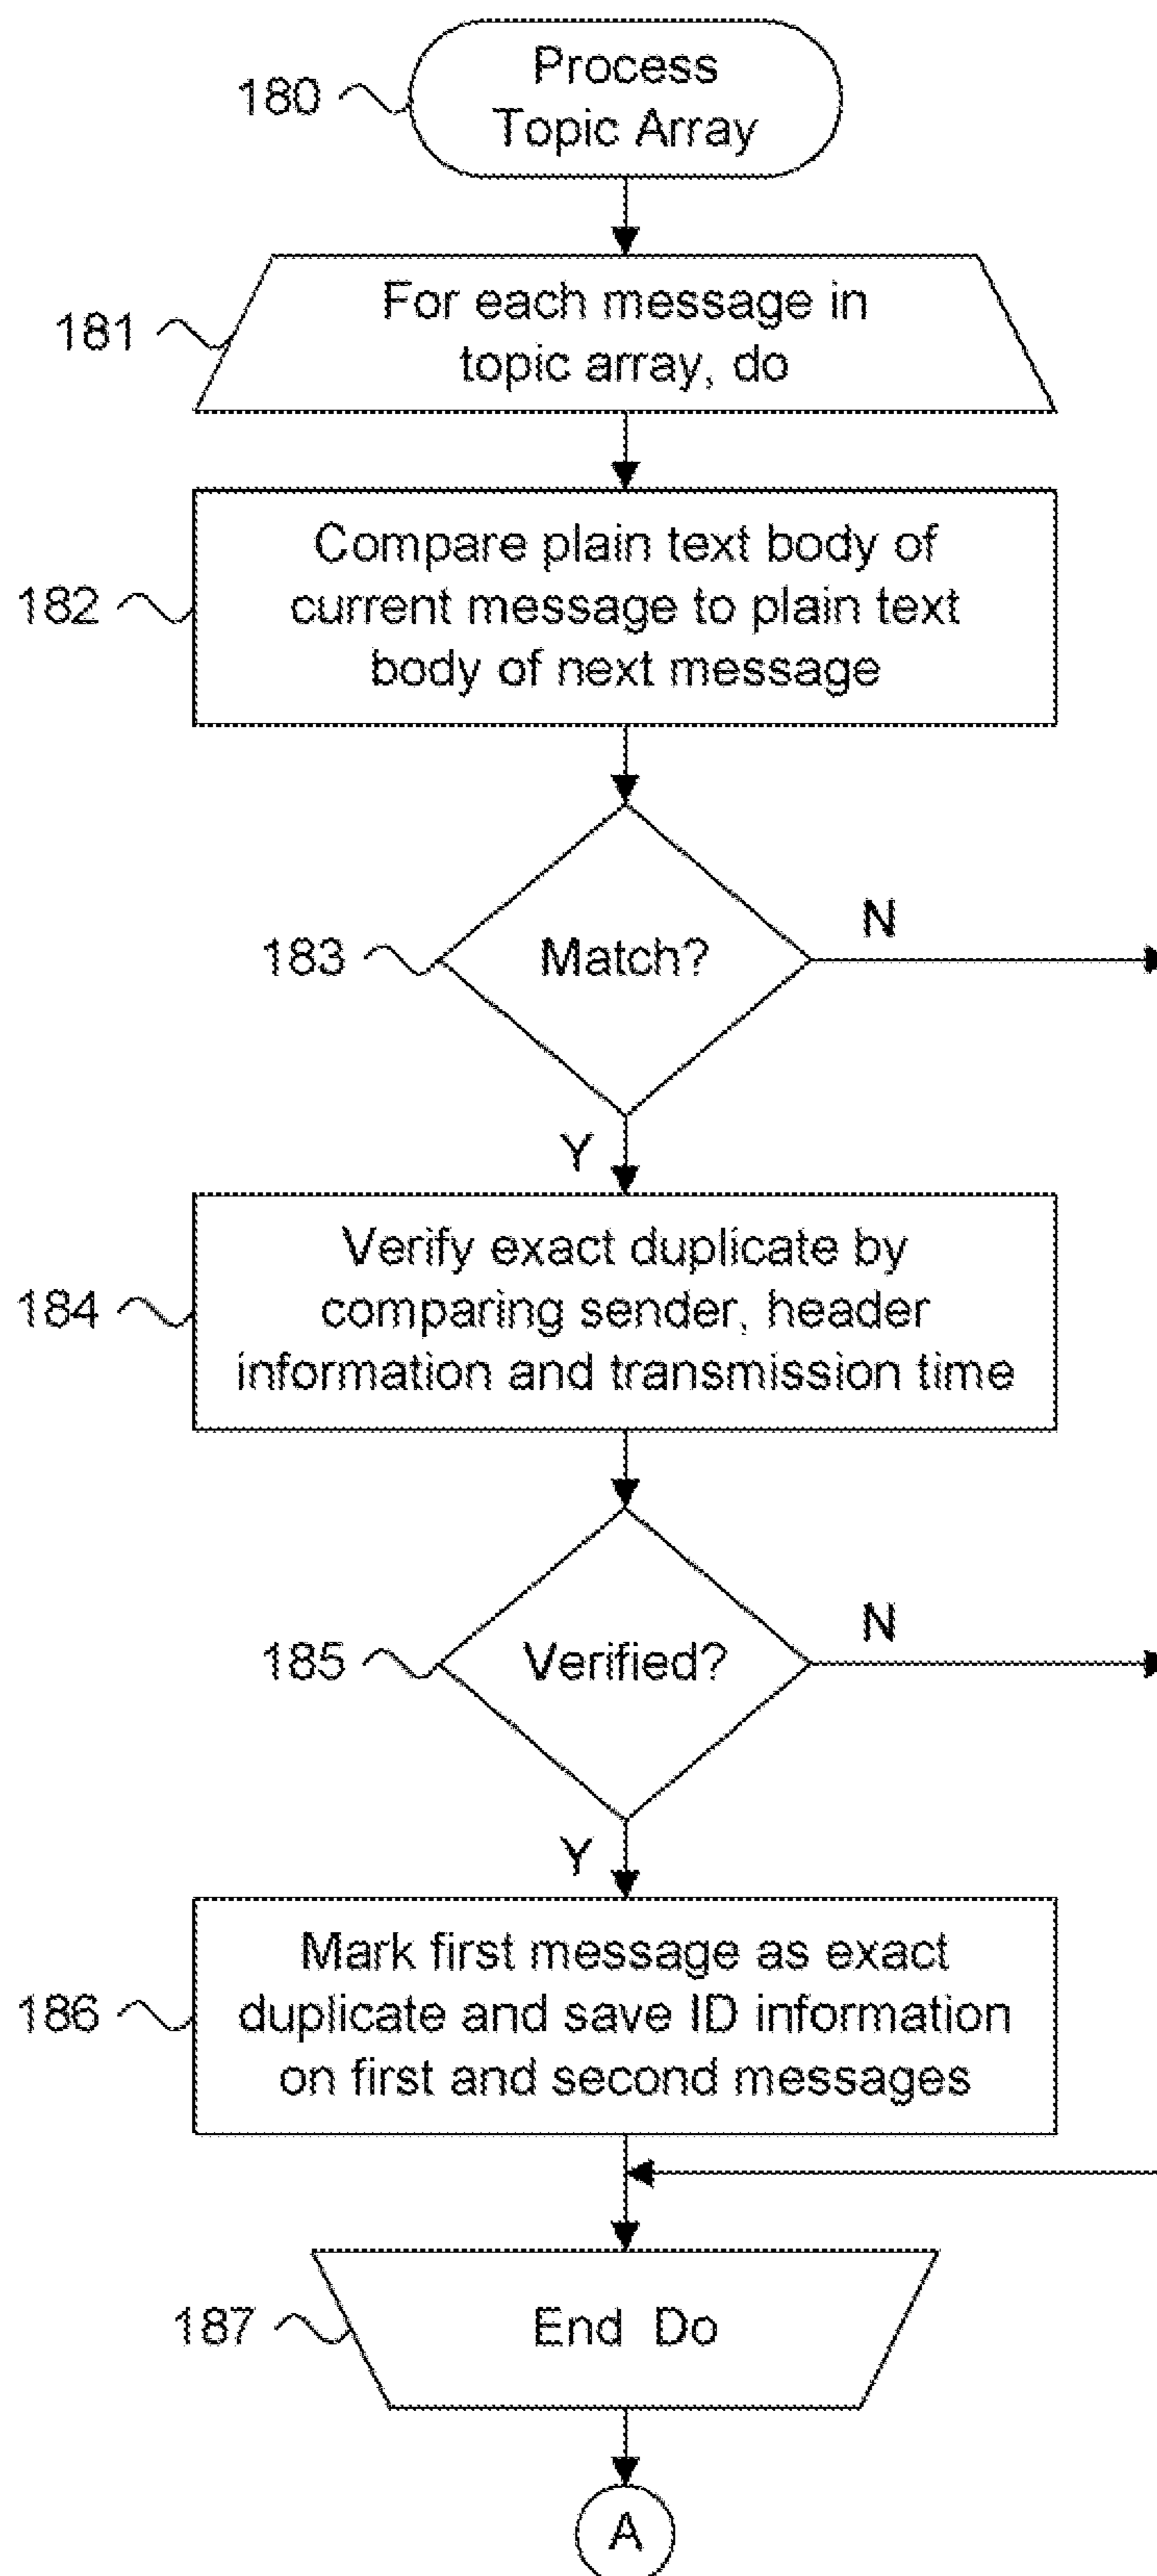 180
Process
Topic Array
181
For each message in
topic array, do
182
Compare plain text body of
current message to plain text
body of next message
183
Match?
N
Y
184
Verify exact duplicate by
comparing sender, header
information and transmission time
185
Verified?
N
Y
186
Mark first message as exact
duplicate and save ID information
on first and second messages
187
End Do
A